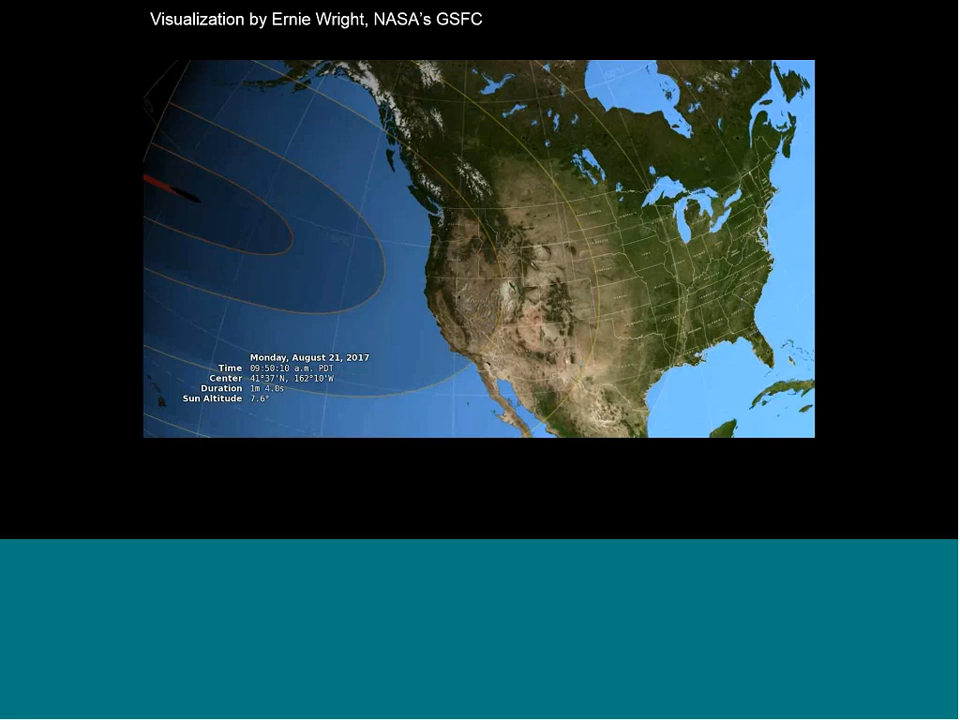 Visualization by Ernie Wright, NASA's GSFC
Monday, August 21, 2017
Time 09:50:10 a.m. PDT
Center 41°37'N, 162°10'W
Duration 1m 4.0s
Sun Altitude 7.6°